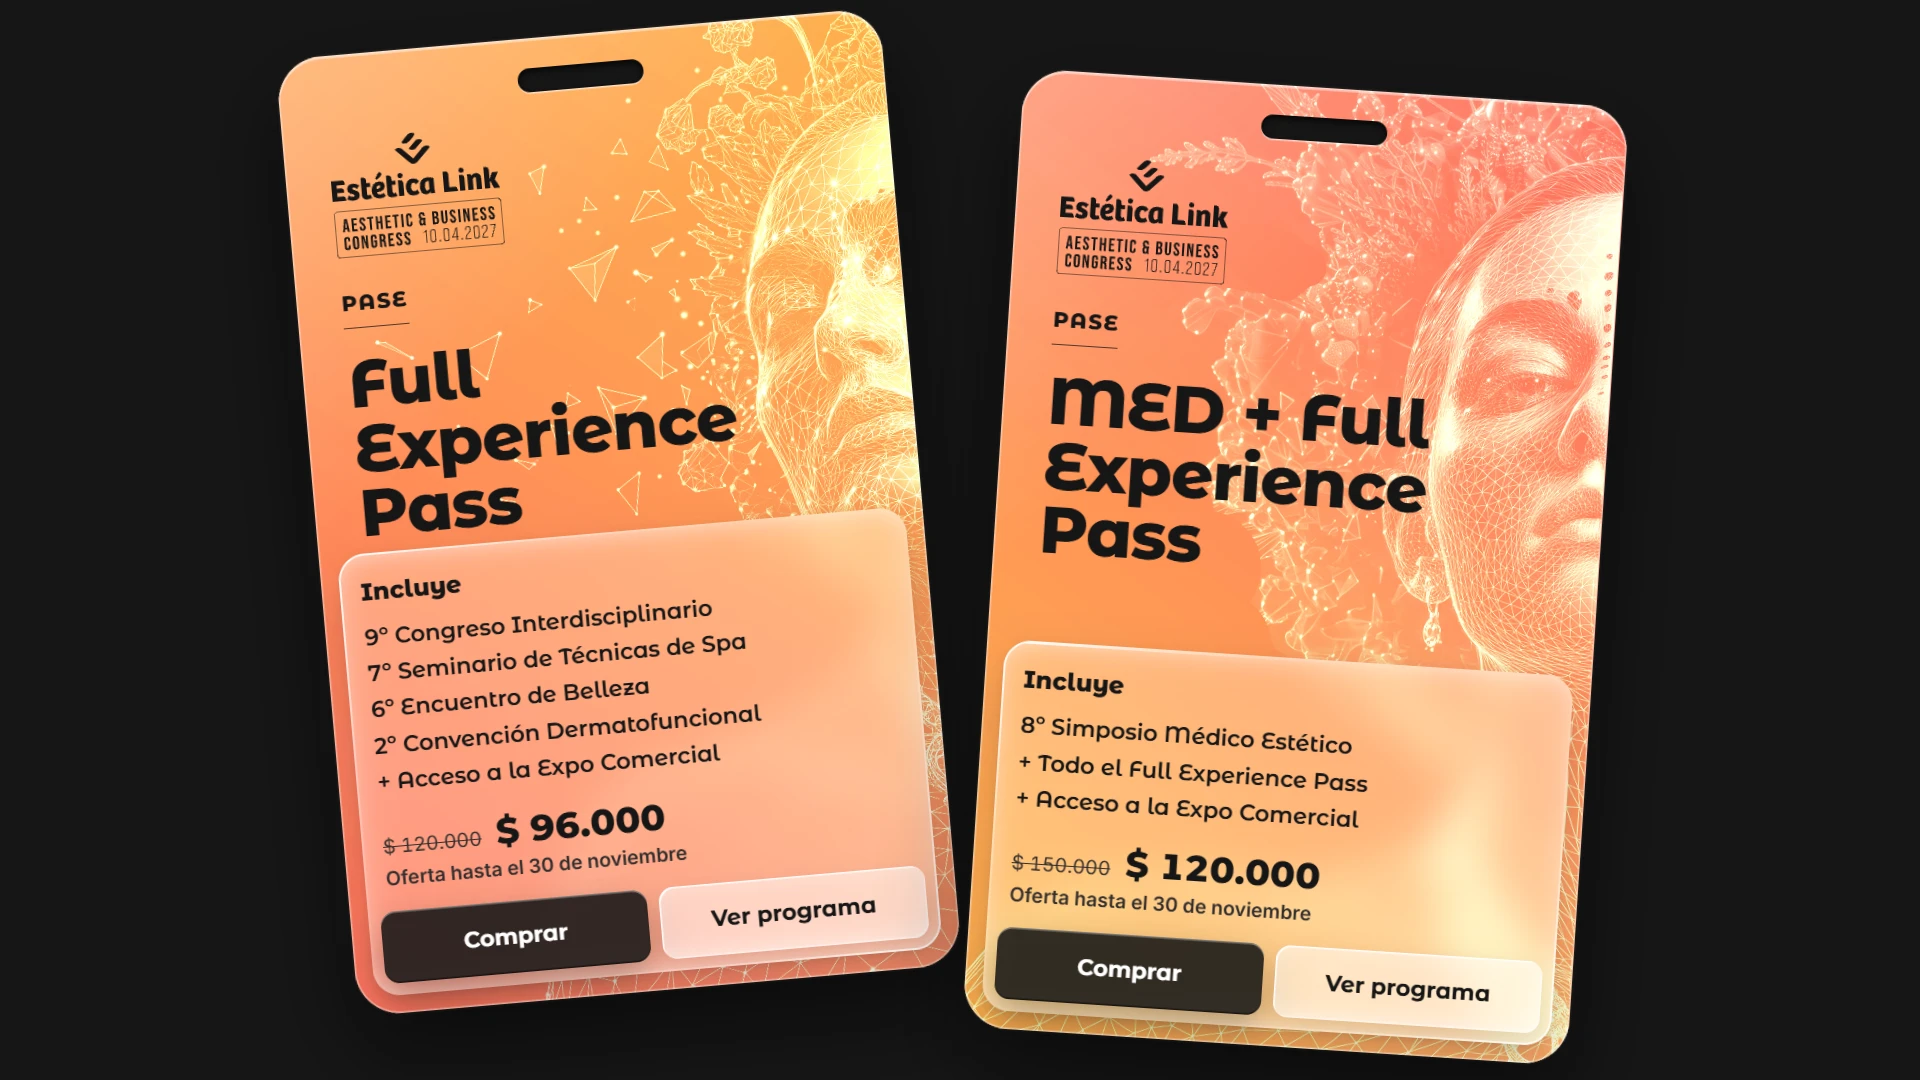 Estética Link
AESTHETIC & BUSINESS
CONGRESS 10.04.2027
PASE
Full
Experience
Pass
Incluye
9° Congreso Interdisciplinario
7° Seminario de Técnicas de Spa
6° Encuentro de Belleza
2° Convención Dermatofuncional
+ Acceso a la Expo Comercial
$ 120.000 $ 96.000
Oferta hasta el 30 de noviembre
Comprar
Ver programa
Estética Link
AESTHETIC & BUSINESS
CONGRESS 10.04.2027
PASE
MED + Full
Experience
Pass
Incluye
8° Simposio Médico Estético
+ Todo el Full Experience Pass
+ Acceso a la Expo Comercial
$ 150.000 $ 120.000
Oferta hasta el 30 de noviembre
Comprar
Ver programa